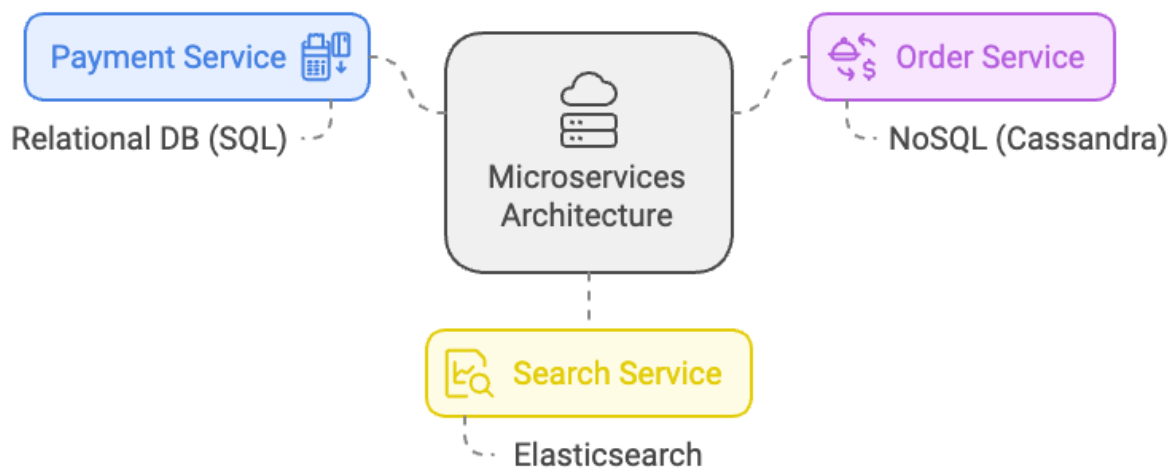 Payment Service
Relational DB (SQL)
Microservices
Architecture
Order Service
NoSQL (Cassandra)
Search Service
Elasticsearch